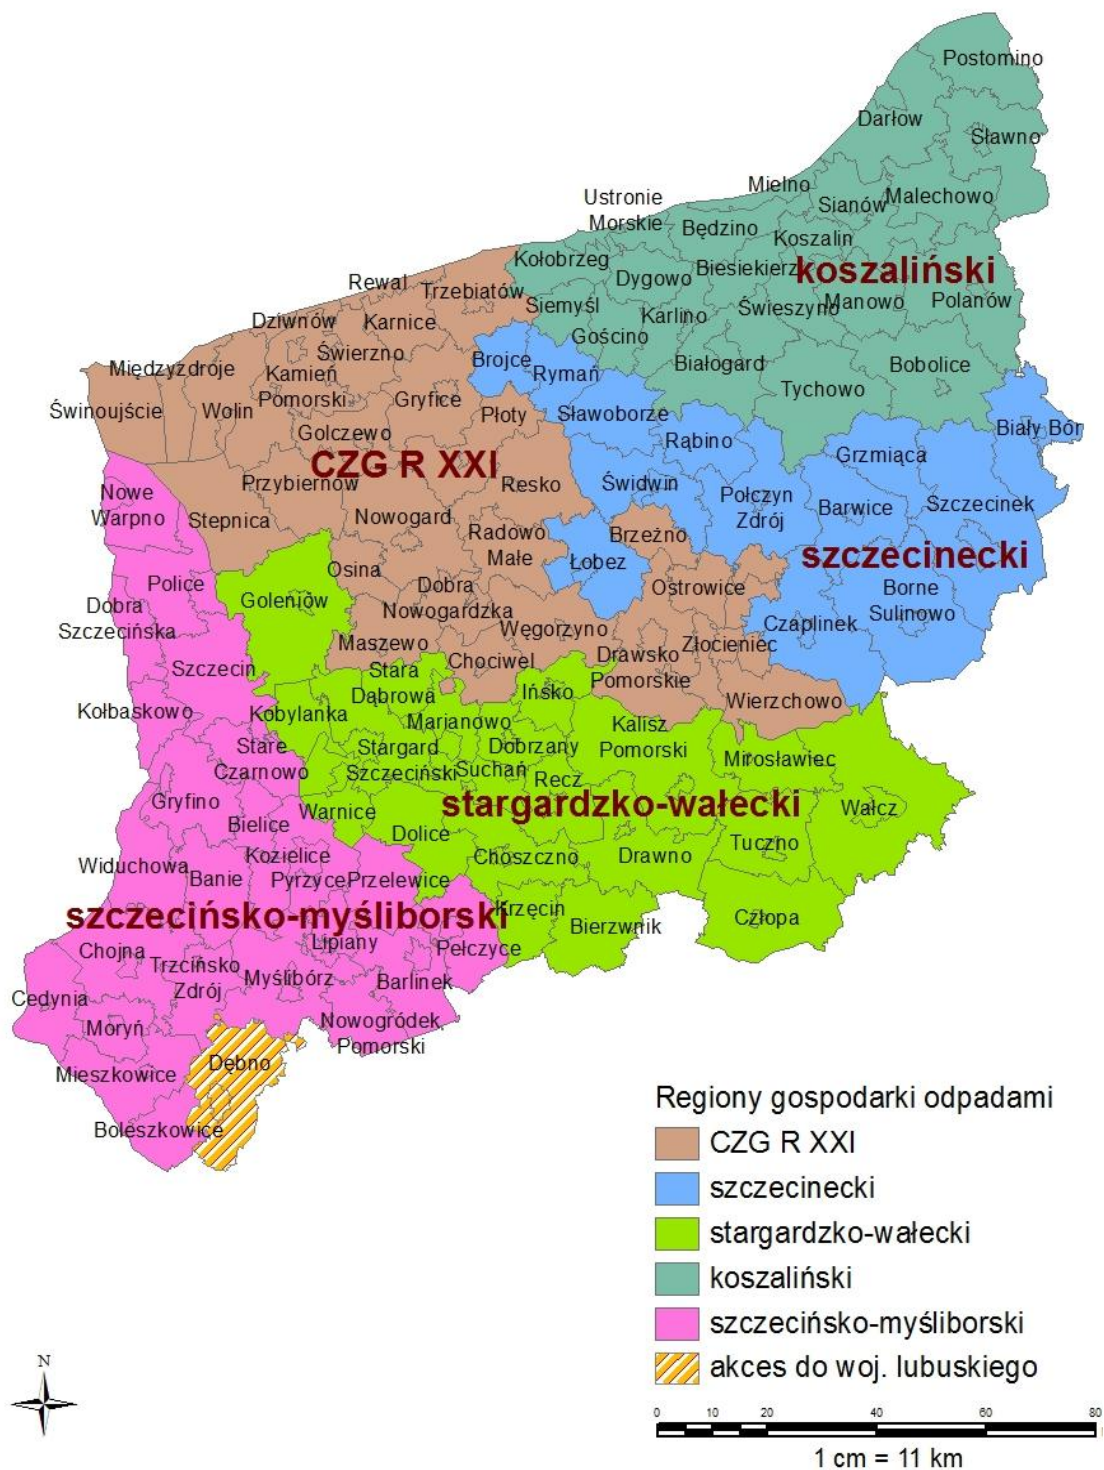 Postomino
Darłow
Sławno
Mielno
Ustronie
Morskie
Sianów
Malechowo
Będzino
Koszalin
Kołobrzeg
Dygowo
Biesiekierz
koszaliński
Rewal
Trzebiatów
Siemyśl
Karlino
Świeszyno
Manowo
Polanów
Dziwnów
Karnice
Gościno
Świerzno
Międzyzdroje
Kamień
Pomorski
Brojce
Rymań
Białogard
Bobolice
Tychowo
Gryfice
Świnoujście
Wolin
Płoty
Sławoborze
Golczewo
Rąbino
Biały Bór
Grzmiąca
CZG R XXI
Przybiernów
Resko
Świdwin
Połczyn
Zdrój
Barwice
Szczecinek
Nowe
Warpno
Stepnica
Nowogard
Radowo
Małe
Brzeżno
szczecinecki
Police
Osina
Łobez
Ostrowice
Borne
Sulinowo
Goleniów
Dobra
Nowogardzka
Dobra
Szczecińska
Czaplinek
Węgorzyno
Maszewo
Złocieniec
Szczecin
Chociwel
Drawsko
Pomorskie
Stara
Dąbrowa
Ińsko
Wierzchowo
Kołbaskowo
Kobylanka
Marianowo
Kalisz
Pomorski
Stare
Czarnowo
Stargard
Szczeciński
Dobrzany
Suchań
Recz
Mirosławiec
Gryfino
stargardzko-wałecki
Wałcz
Warnice
Bielice
Dolice
Tuczno
Widuchowa
Kozielice
Choszczno
Drawno
Banie
Pyrzyce
Przelewice
szczecińsko-myśliborski
Krzęcin
Bierzwnik
Człopa
Chojna
Lipiany
Pełczyce
Trzcińsko
Zdrój
Myślibórz
Barlinek
Cedynia
Moryń
Nowogródek
Pomorski
Mieszkowice
Dębno
Boleszkowice
Regiony gospodarki odpadami
CZG R XXI
szczecinecki
stargardzko-wałecki
koszaliński
szczecińsko-myśliborski
akces do woj. lubuskiego
N
0 10 20 40 60 80
1 cm = 11 km